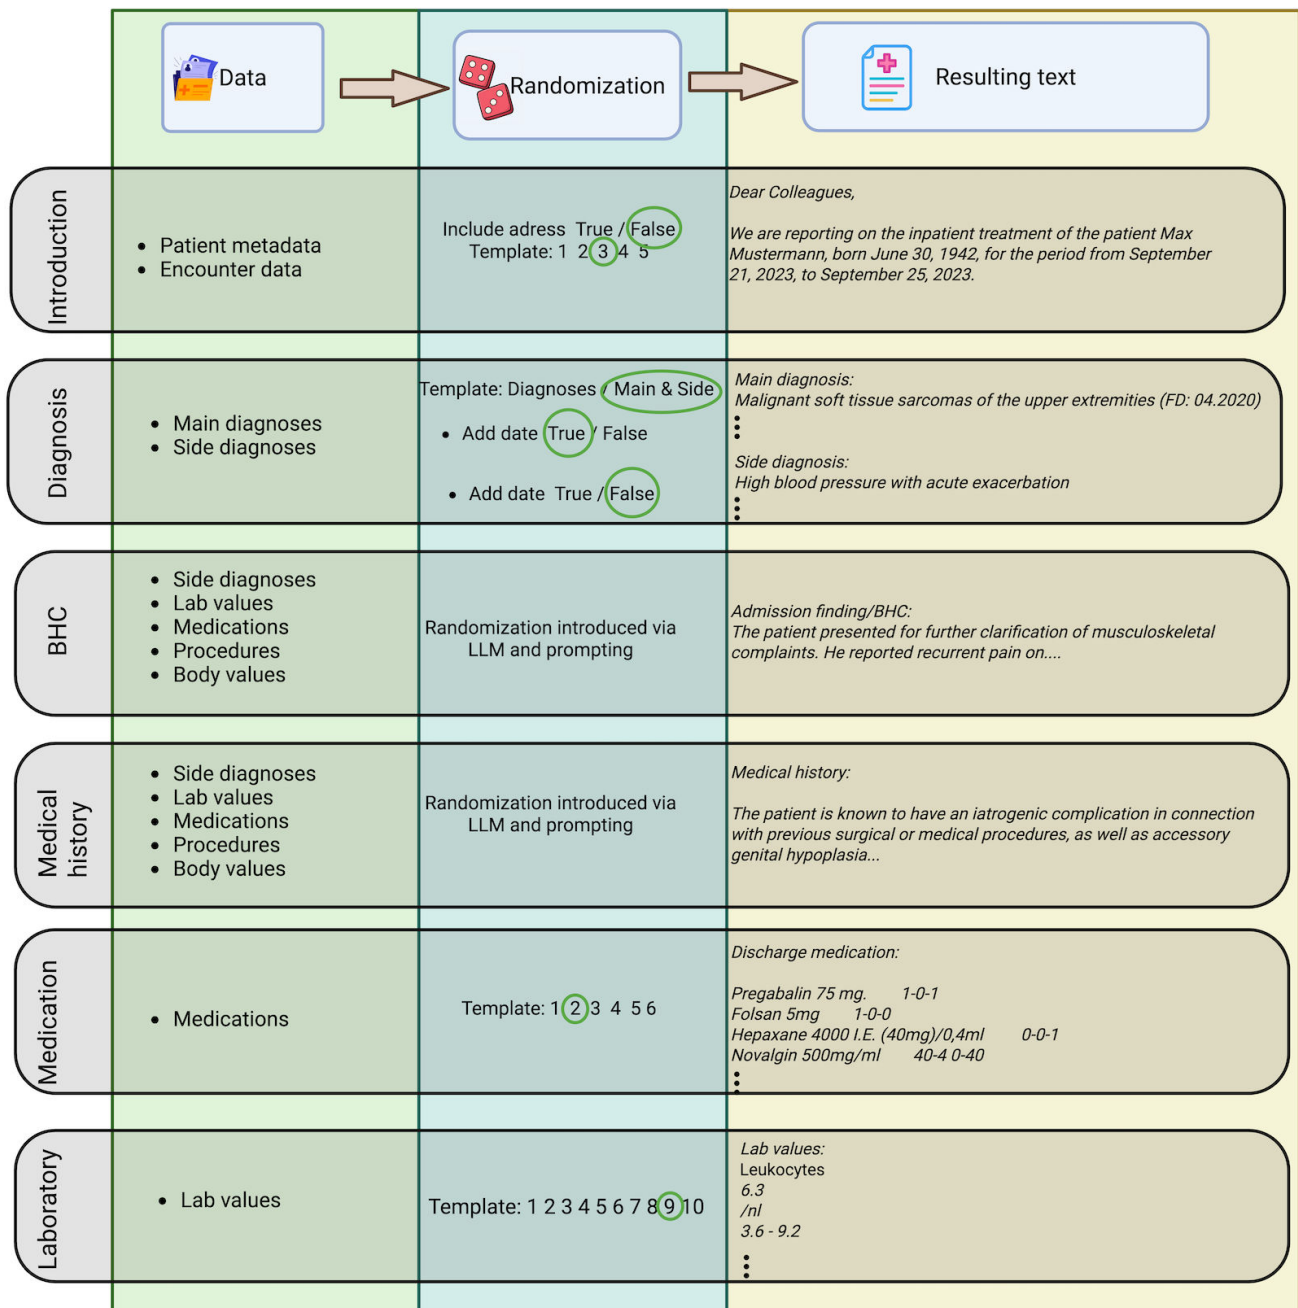 Data
Randomization
Resulting text
Introduction
• Patient metadata
• Encounter data
Include adress True / False
Template: 1 2 3 4 5
Dear Colleagues,
We are reporting on the inpatient treatment of the patient Max
Mustermann, born June 30, 1942, for the period from September
21, 2023, to September 25, 2023.
Diagnosis
• Main diagnoses
• Side diagnoses
Template: Diagnoses / Main & Side
• Add date True / False
• Add date True / False
Main diagnosis:
Malignant soft tissue sarcomas of the upper extremities (FD: 04.2020)
Side diagnosis:
High blood pressure with acute exacerbation
BHC
• Side diagnoses
• Lab values
• Medications
• Procedures
• Body values
Randomization introduced via
LLM and prompting
Admission finding/BHC:
The patient presented for further clarification of musculoskeletal
complaints. He reported recurrent pain on....
Medical
history
• Side diagnoses
• Lab values
• Medications
• Procedures
• Body values
Randomization introduced via
LLM and prompting
Medical history:
The patient is known to have an iatrogenic complication in connection
with previous surgical or medical procedures, as well as accessory
genital hypoplasia...
Medication
• Medications
Template: 1 2 3 4 5 6
Discharge medication:
Pregabalin 75 mg. 1-0-1
Folsan 5mg 1-0-0
Hepaxane 4000 I.E. (40mg)/0,4ml 0-0-1
Novalgin 500mg/ml 40-4 0-40
Laboratory
• Lab values
Template: 1 2 3 4 5 6 7 8 9 10
Lab values:
Leukocytes
6.3
/nl
3.6 - 9.2